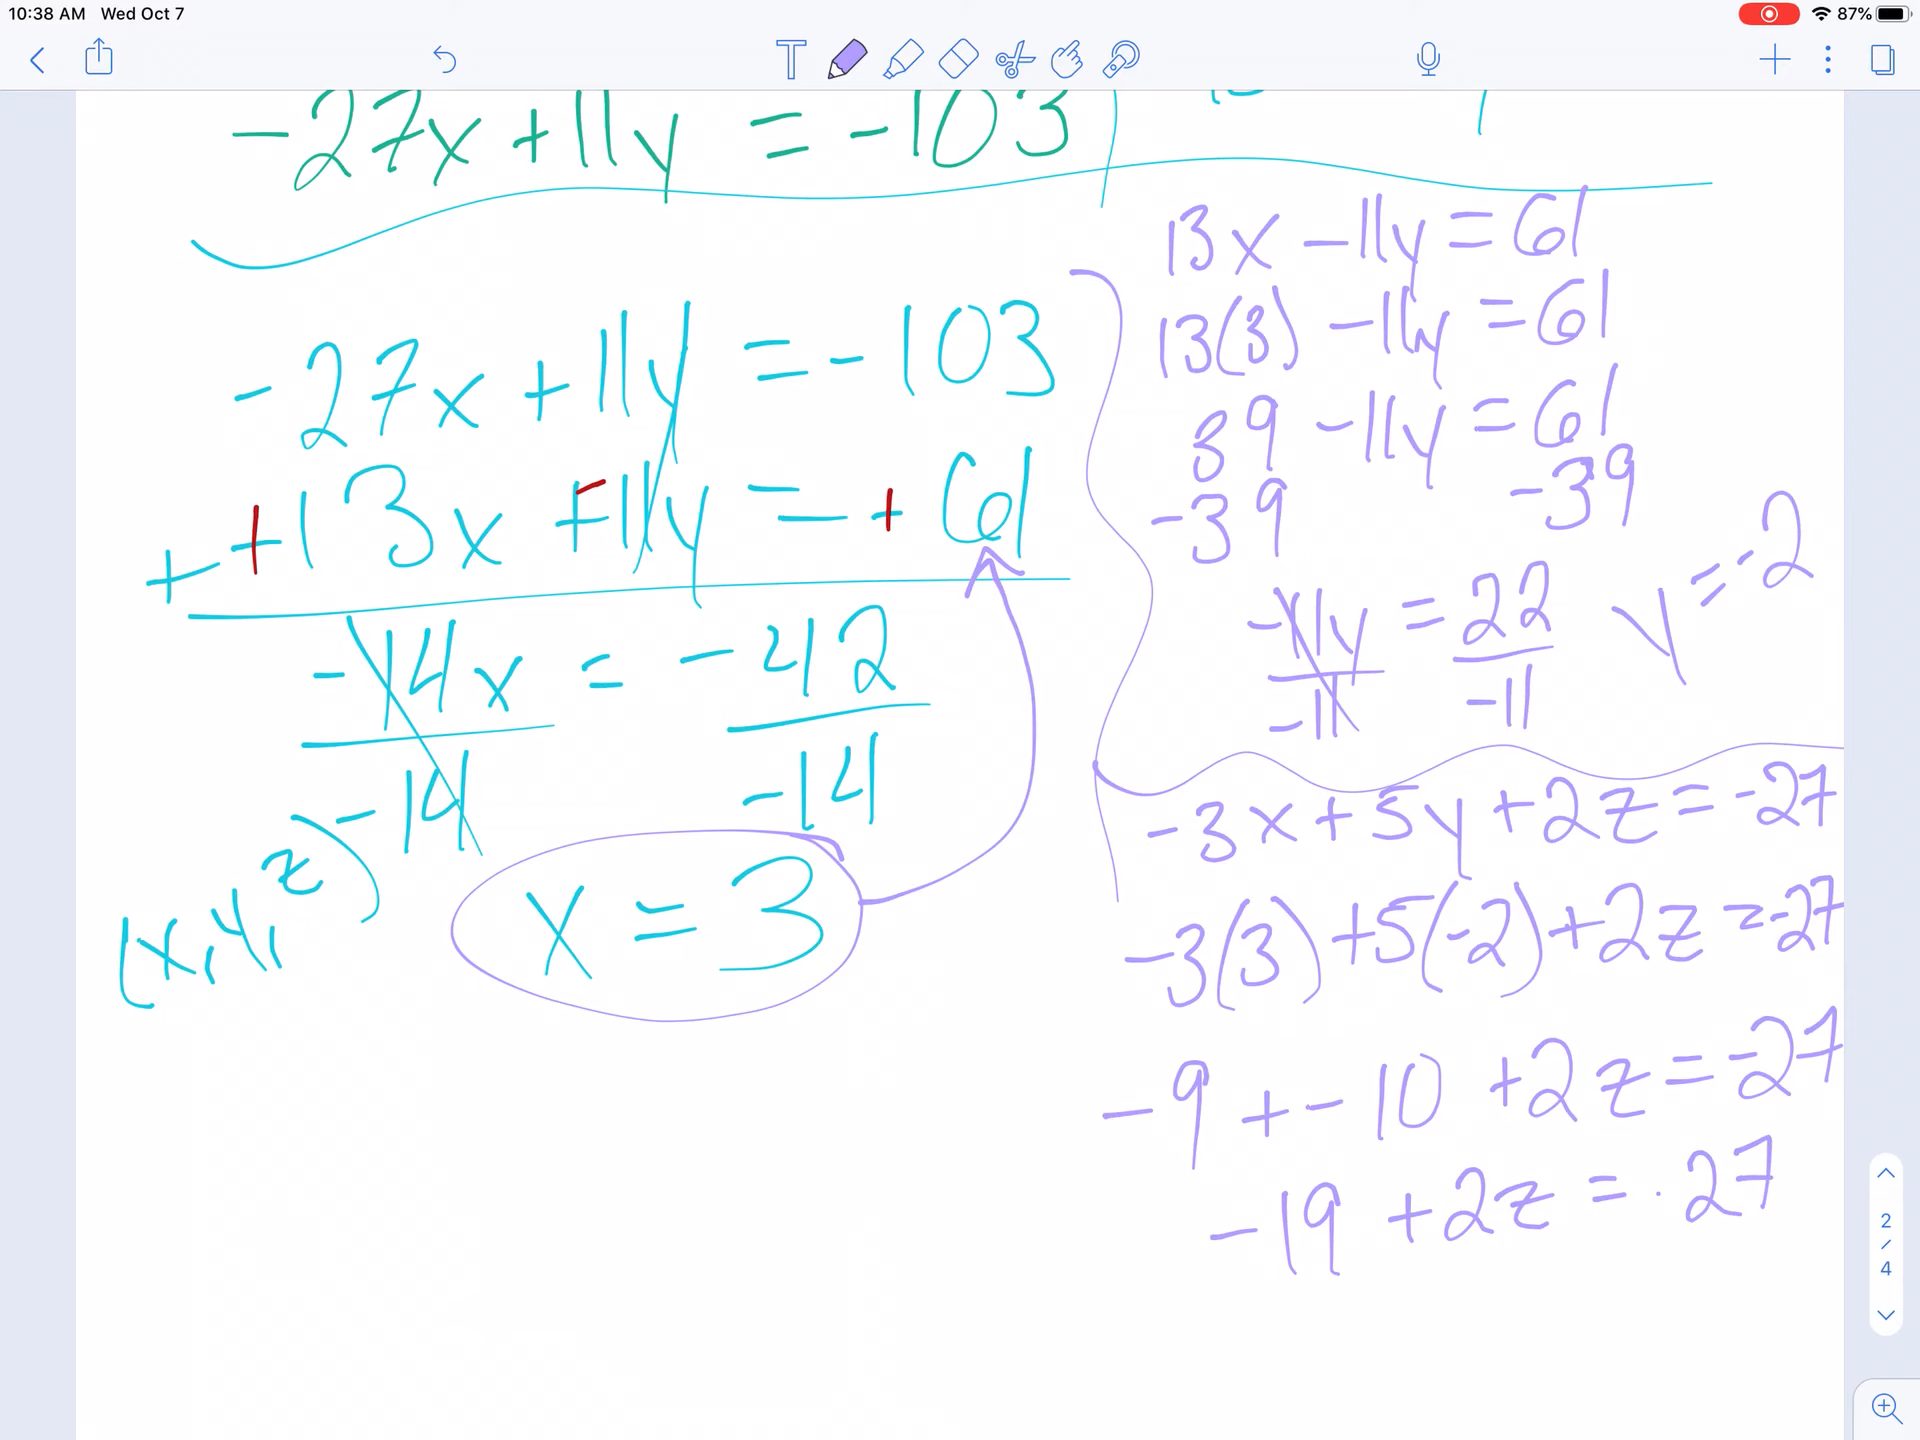 10:38 AM Wed Oct 7
87%
-27x+11y = -103
-27x+11y = -103
+ +13x -11y = +61
-14x = -42
-14 -14
x = 3
(x,y,z)
13x -11y = 61
13(3) -11y = 61
39 -11y = 61
-39 -39
-11y = 22
-11 -11
y = -2
-3x+5y+2z = -27
-3(3)+5(-2)+2z = -27
-9 +-10 +2z = -27
-19 +2z = -27
2
/
4